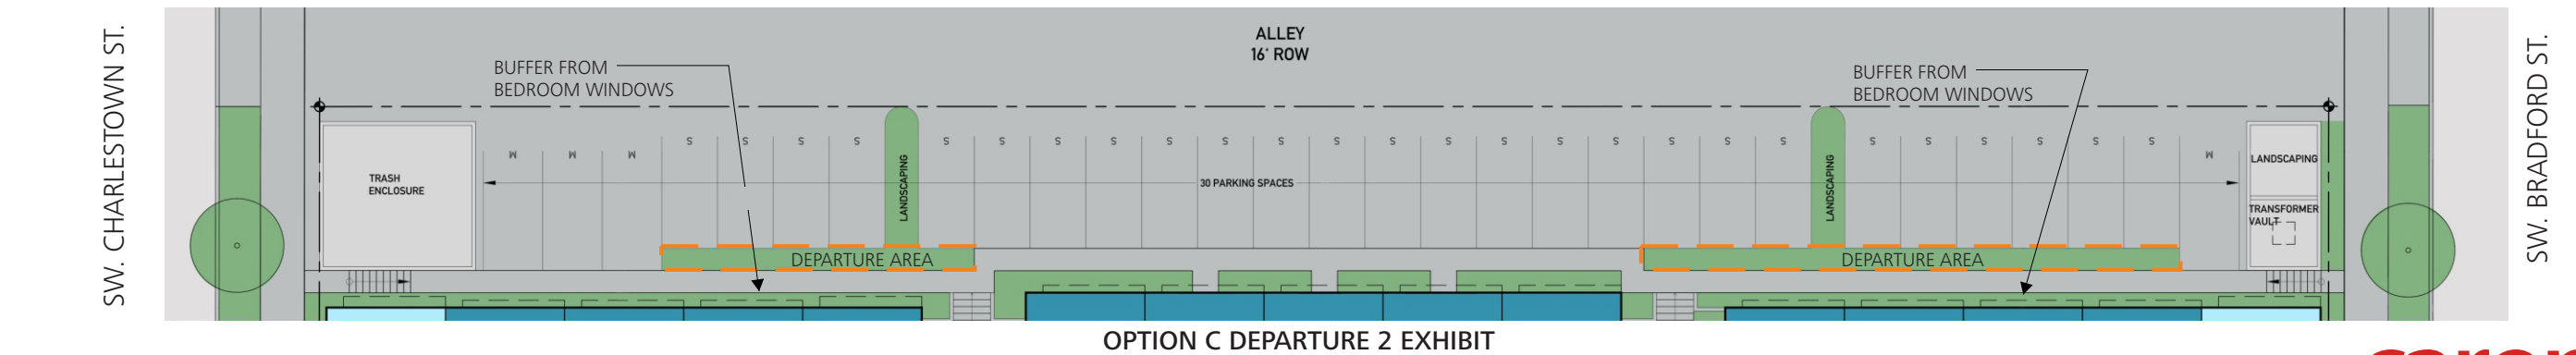 SW. CHARLESTOWN ST.
ALLEY
16' ROW
BUFFER FROM
BEDROOM WINDOWS
BUFFER FROM
BEDROOM WINDOWS
SW. BRADFORD ST.
M M M S S S S S S S S S S S S S S S S S S S S S S S S S S M
TRASH
ENCLOSURE
LANDSCAPING
30 PARKING SPACES
LANDSCAPING
LANDSCAPING
TRANSFORMER
VAULT
DEPARTURE AREA
DEPARTURE AREA
OPTION C DEPARTURE 2 EXHIBIT